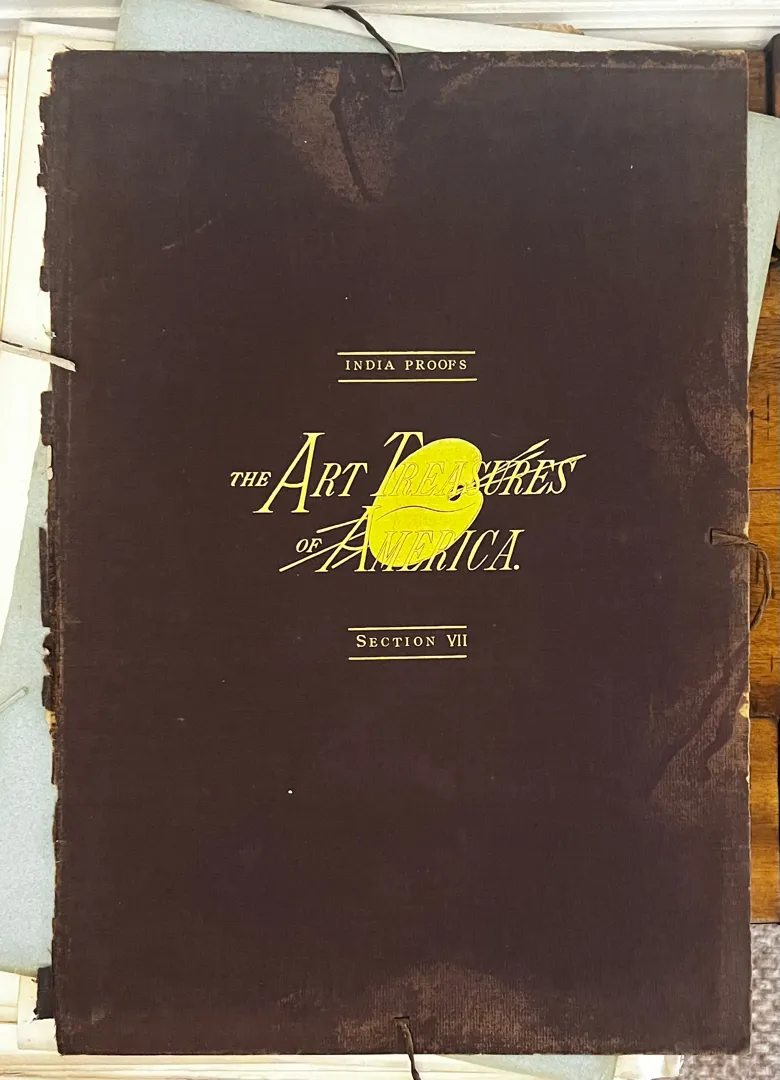 INDIA PROOFS
THE ART TREASURES
OF AMERICA.
SECTION VII